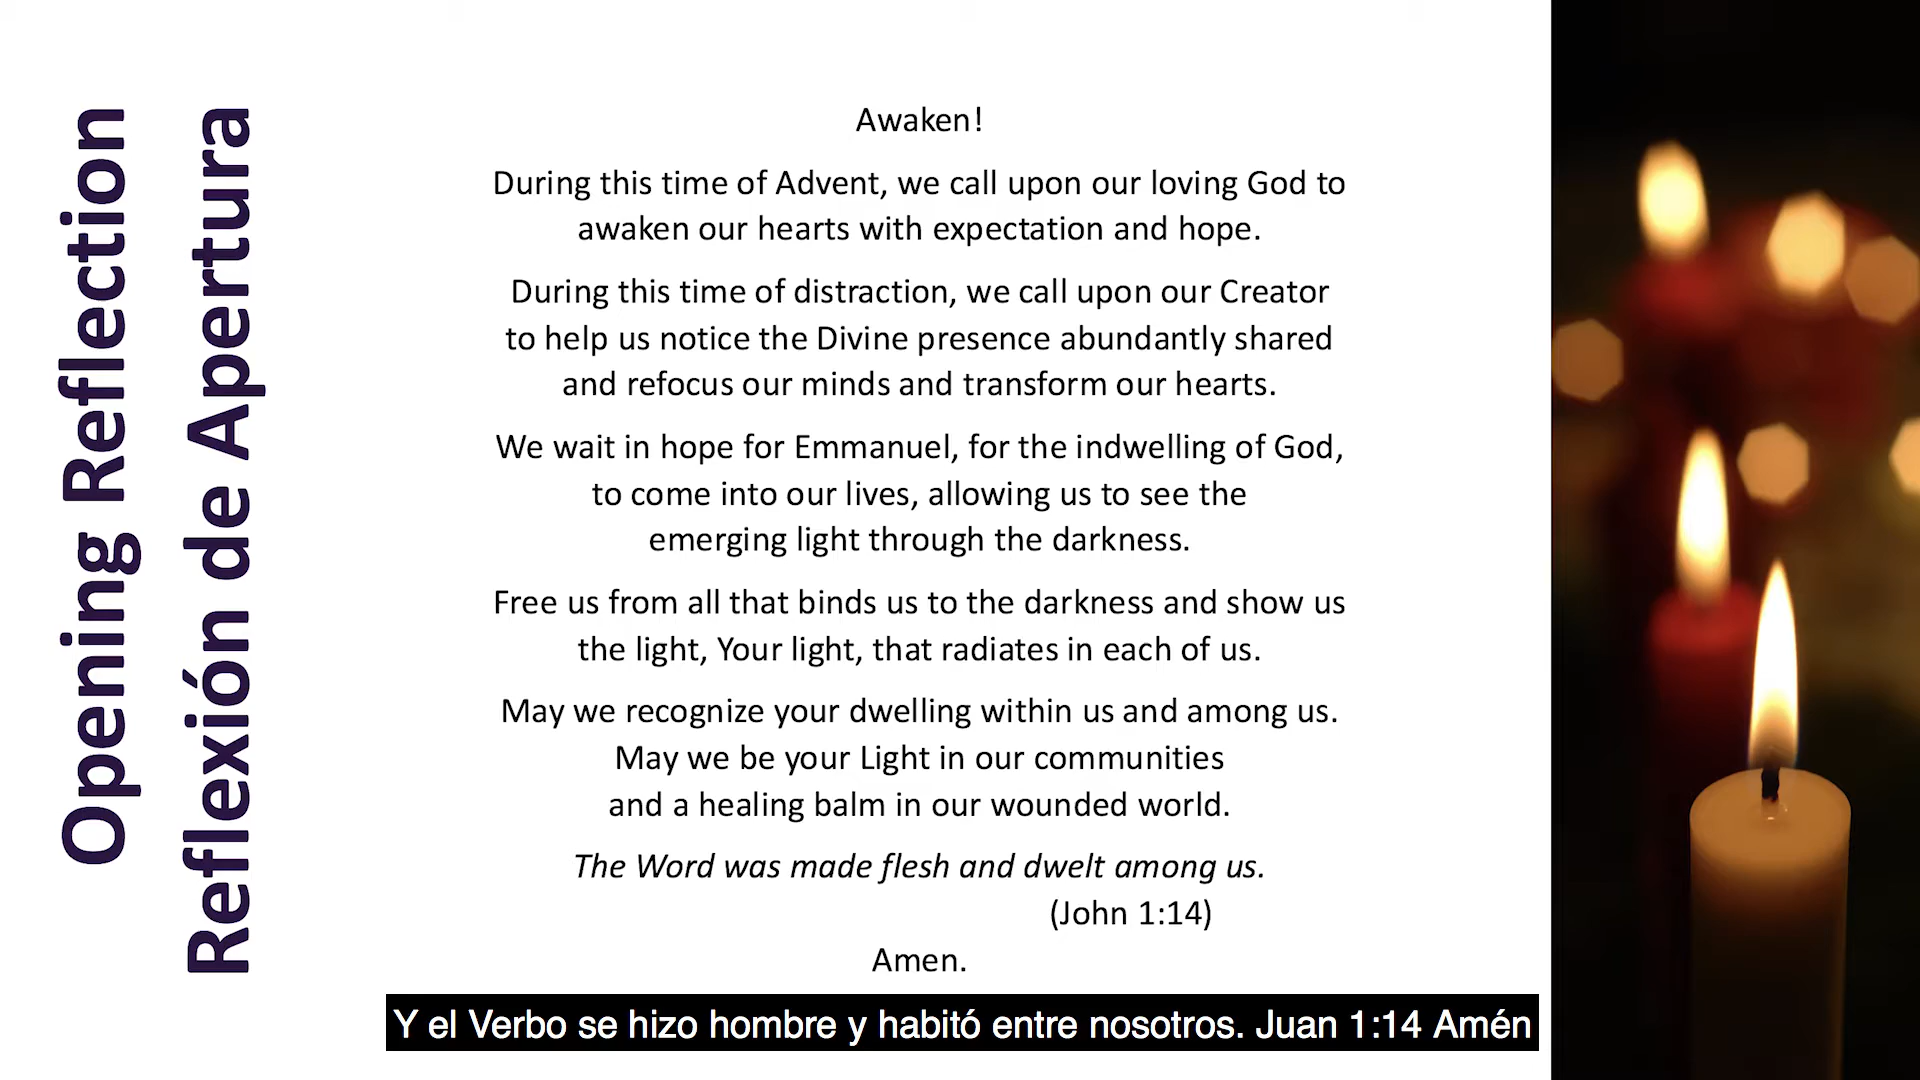 Opening Reflection
Reflexión de Apertura
Awaken!
During this time of Advent, we call upon our loving God to
awaken our hearts with expectation and hope.
During this time of distraction, we call upon our Creator
to help us notice the Divine presence abundantly shared
and refocus our minds and transform our hearts.
We wait in hope for Emmanuel, for the indwelling of God,
to come into our lives, allowing us to see the
emerging light through the darkness.
Free us from all that binds us to the darkness and show us
the light, Your light, that radiates in each of us.
May we recognize your dwelling within us and among us.
May we be your Light in our communities
and a healing balm in our wounded world.
The Word was made flesh and dwelt among us.
(John 1:14)
Amen.
Y el Verbo se hizo hombre y habitó entre nosotros. Juan 1:14 Amén